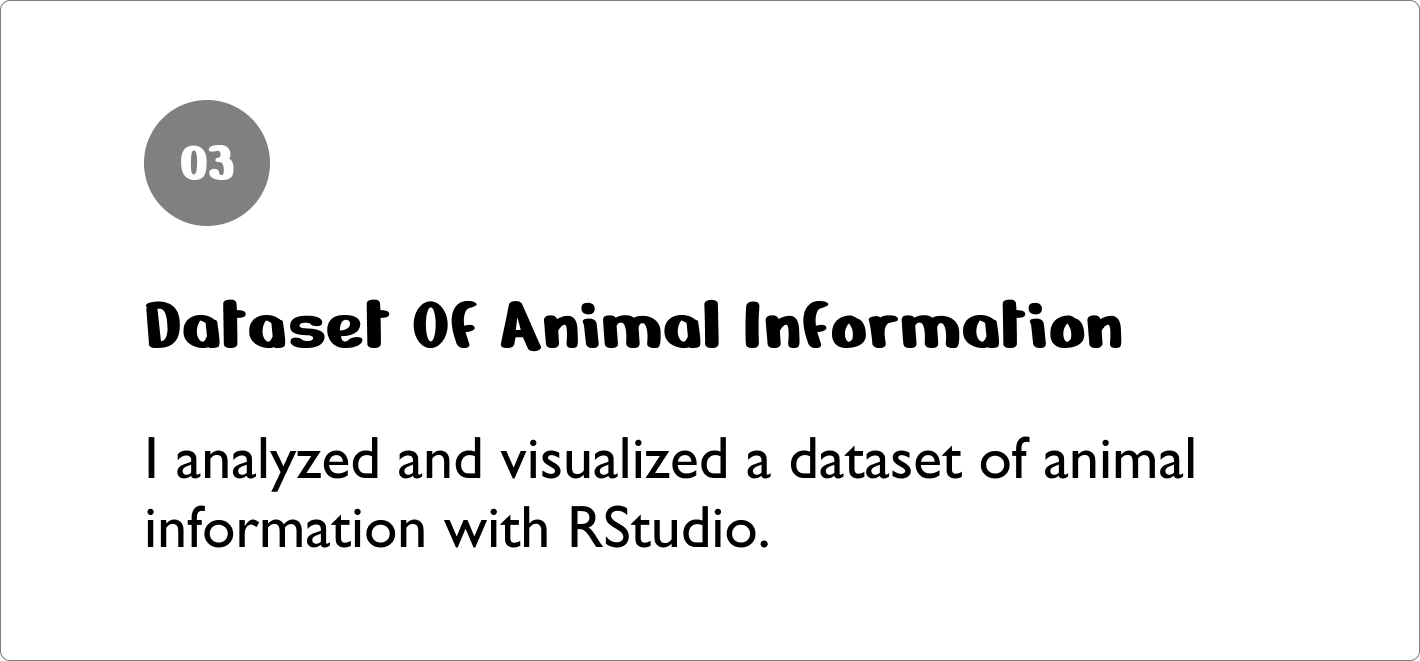 03
Dataset Of Animal Information
I analyzed and visualized a dataset of animal
information with RStudio.